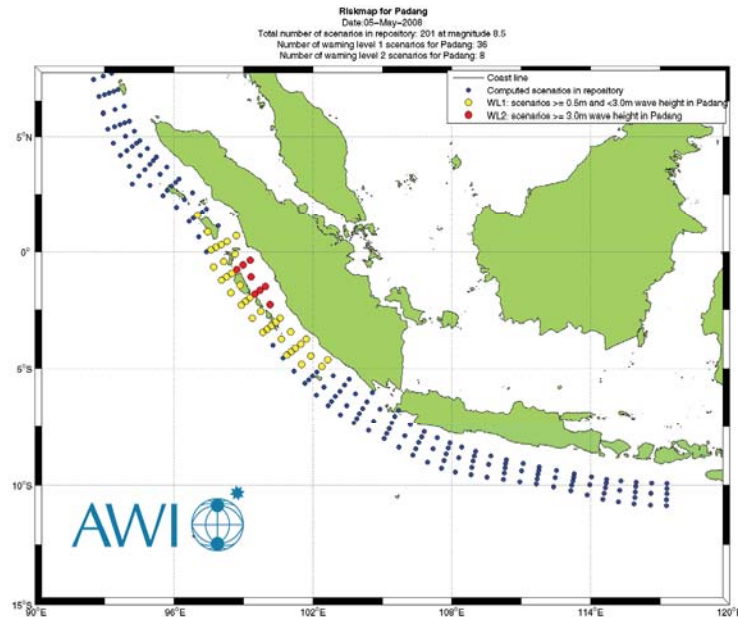 Riskmap for Padang
Date:05-May-2008
Total number of scenarios in repository: 201 at magnitude 8.5
Number of warning level 1 scenarios for Padang: 36
Number of warning level 2 scenarios for Padang: 8
Coast line
Computed scenarios in repository
WL1: scenarios >= 0.5m and <3.0m wave height in Padang
WL2: scenarios >= 3.0m wave height in Padang
5°N
0°
5°S
10°S
AWI
15°S
90°E 96°E 102°E 108°E 114°E 120°E